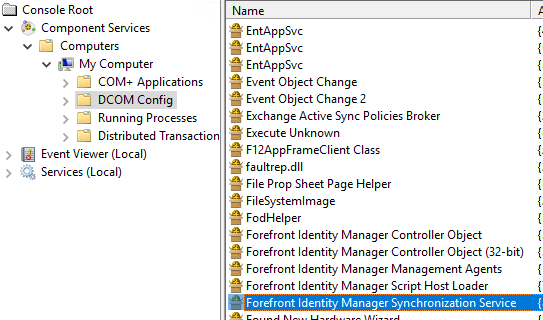 Console Root
Component Services
Computers
My Computer
COM+ Applications
DCOM Config
Running Processes
Distributed Transaction
Event Viewer (Local)
Services (Local)
Name
EntAppSvc
EntAppSvc
EntAppSvc
Event Object Change
Event Object Change 2
Exchange Active Sync Policies Broker
Execute Unknown
F12AppFrameClient Class
faultrep.dll
File Prop Sheet Page Helper
FileSystemImage
FodHelper
Forefront Identity Manager Controller Object
Forefront Identity Manager Controller Object (32-bit)
Forefront Identity Manager Management Agents
Forefront Identity Manager Script Host Loader
Forefront Identity Manager Synchronization Service
Found New Hardware Wizard